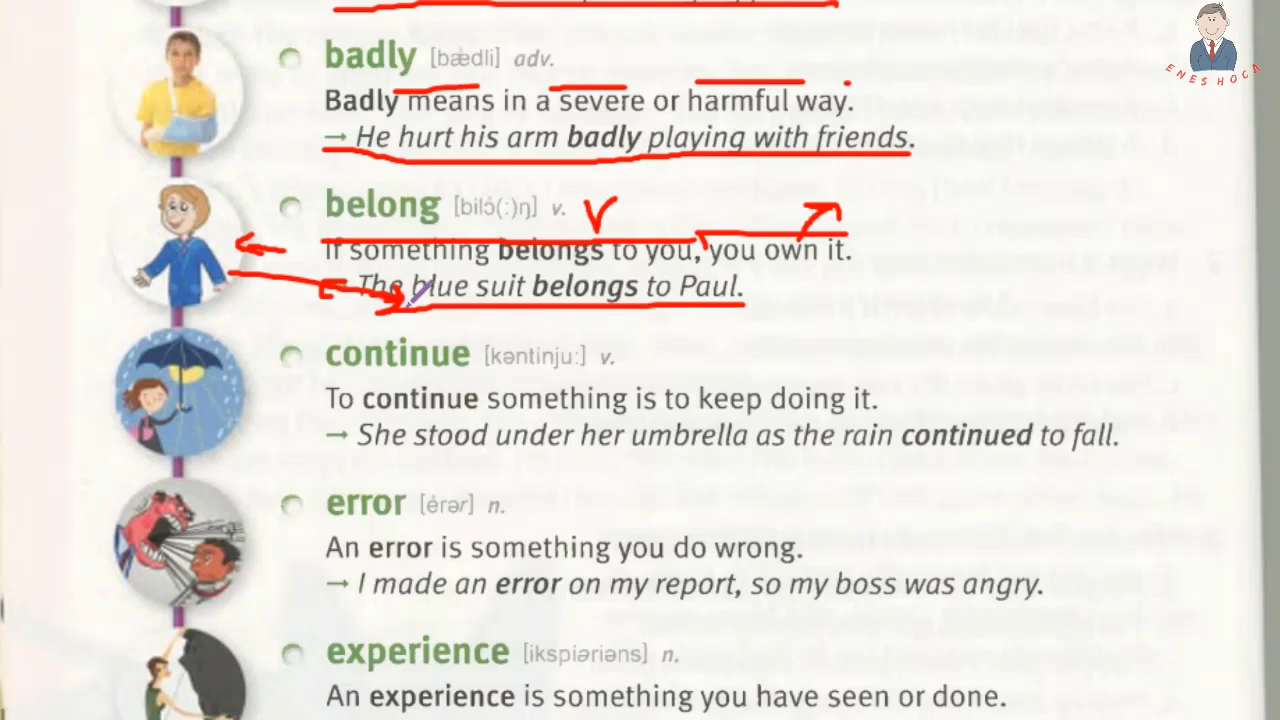 badly [bǽdli] adv.
Badly means in a severe or harmful way.
→ He hurt his arm badly playing with friends.
belong [biló(:)ŋ] v.
If something belongs to you, you own it.
→ The blue suit belongs to Paul.
continue [kəntínju:] v.
To continue something is to keep doing it.
→ She stood under her umbrella as the rain continued to fall.
error [érər] n.
An error is something you do wrong.
→ I made an error on my report, so my boss was angry.
experience [ikspíəriəns] n.
An experience is something you have seen or done.
ENES HOCA